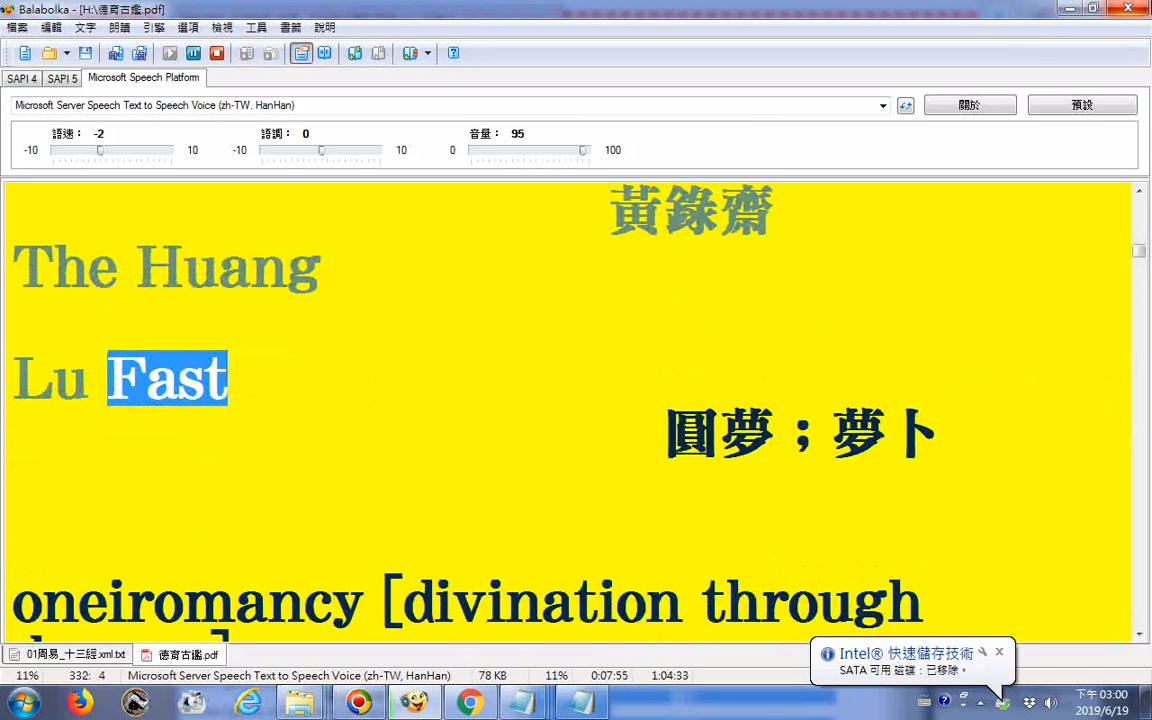 Balabolka - [H:\德育古鑑.pdf]
檔案 編輯 文字 朗讀 引擎 選項 檢視 工具 書籤 說明
SAPI 4 SAPI 5 Microsoft Speech Platform
Microsoft Server Speech Text to Speech Voice (zh-TW, HanHan) 關於 預設
語速： -2 語調： 0 音量： 95
-10 10 -10 10 0 100
黃錄齋
The Huang
Lu Fast
圓夢；夢卜
oneiromancy [divination through
Intel® 快速儲存技術
SATA 可用 磁碟：已移除。
01周易_十三經.xml.txt 德育古鑑.pdf
11% 332: 4 Microsoft Server Speech Text to Speech Voice (zh-TW, HanHan) 78 KB 11% 0:07:55 1:04:33
下午 03:00
2019/6/19